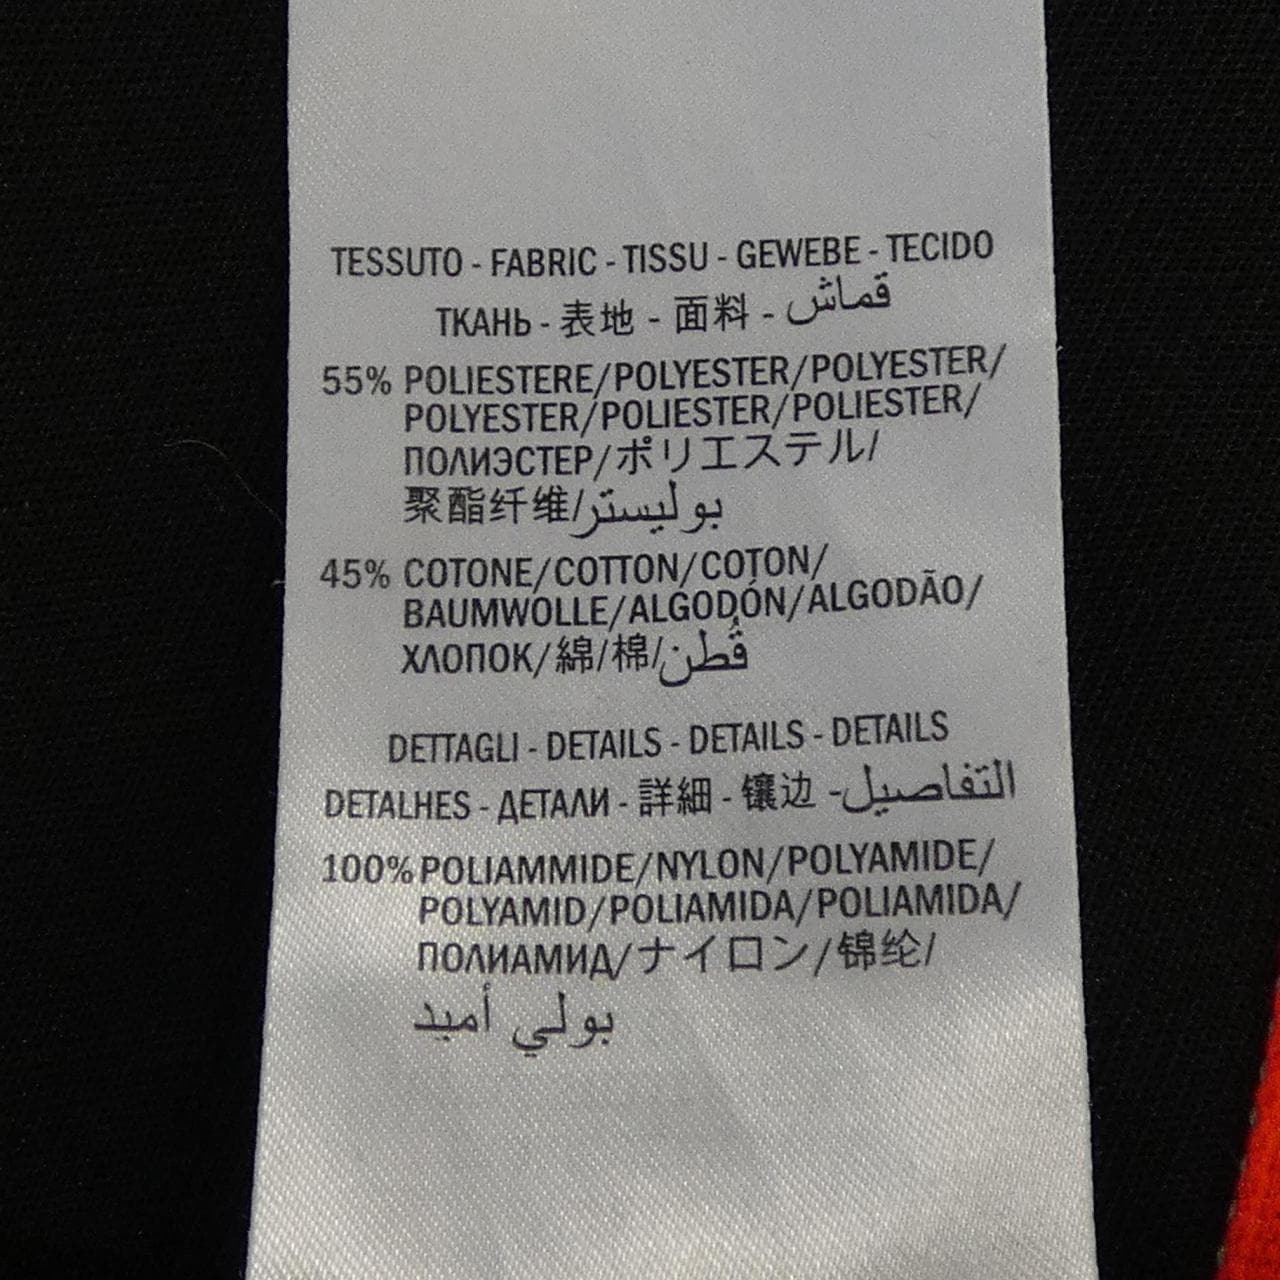 TESSUTO - FABRIC - TISSU - GEWEBE - TECIDO
ТКАНЬ - 表地 - 面料 - قماش
55% POLIESTERE/POLYESTER/POLYESTER/
POLYESTER/POLIESTER/POLIESTER/
ПОЛИЭСТЕР/ポリエステル/
聚酯纤维/بوليستر
45% COTONE/COTTON/COTON/
BAUMWOLLE/ALGODÓN/ALGODÃO/
ХЛОПОК/綿/棉/قُطن
DETTAGLI - DETAILS - DETAILS - DETAILS
DETALHES - ДЕТАЛИ - 詳細 - 镶边 -التفاصيل
100% POLIAMMIDE/NYLON/POLYAMIDE/
POLYAMID/POLIAMIDA/POLIAMIDA/
ПОЛИАМИД/ナイロン/锦纶/
بولي أميد